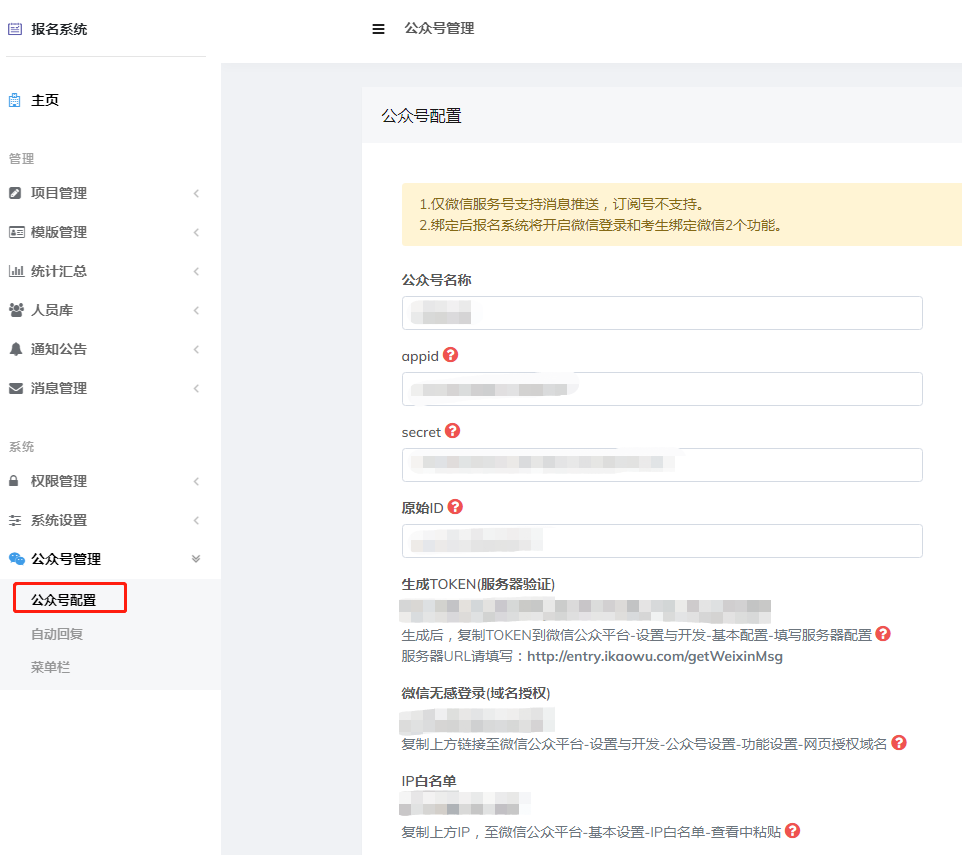 报名系统
公众号管理
主页
管理
项目管理
模版管理
统计汇总
人员库
通知公告
消息管理
系统
权限管理
系统设置
公众号管理
公众号配置
自动回复
菜单栏
公众号配置
1.仅微信服务号支持消息推送，订阅号不支持。
2.绑定后报名系统将开启微信登录和考生绑定微信2个功能。
公众号名称
appid
secret
原始ID
生成TOKEN(服务器验证)
生成后，复制TOKEN到微信公众平台-设置与开发-基本配置-填写服务器配置
服务器URL请填写：http://entry.ikaowu.com/getWeixinMsg
微信无感登录(域名授权)
复制上方链接至微信公众平台-设置与开发-公众号设置-功能设置-网页授权域名
IP白名单
复制上方IP，至微信公众平台-基本设置-IP白名单-查看中粘贴